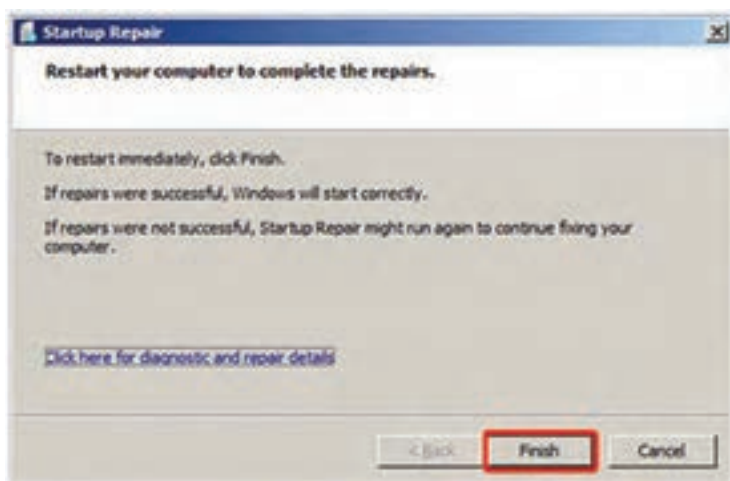 Startup Repair
Restart your computer to complete the repairs.
To restart immediately, click Finish.
If repairs were successful, Windows will start correctly.
If repairs were not successful, Startup Repair might run again to continue fixing your
computer.
Click here for diagnostic and repair details
< Back Finish Cancel